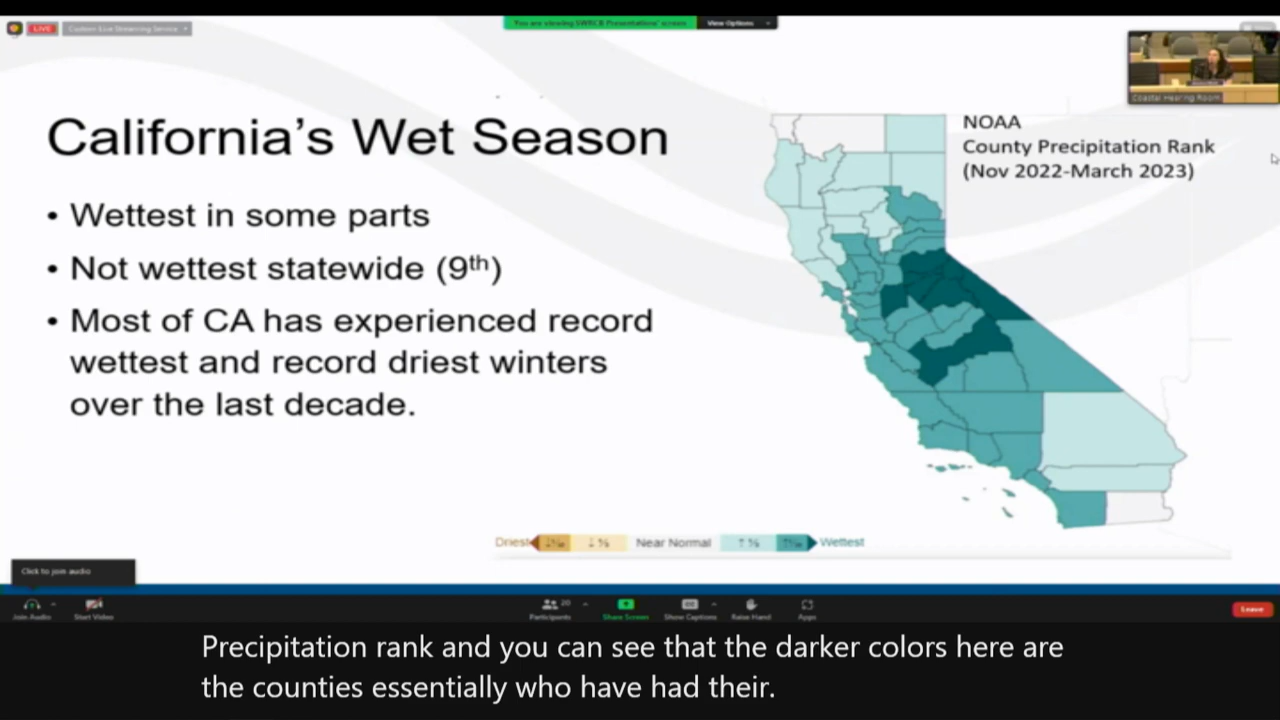 You are viewing SWRCB Presentations' screen
View Options
LIVE
Custom Live Streaming Service
Coastal Hearing Room
California's Wet Season
• Wettest in some parts
• Not wettest statewide (9th)
• Most of CA has experienced record
wettest and record driest winters
over the last decade.
NOAA
County Precipitation Rank
(Nov 2022-March 2023)
Driest
Near Normal
Wettest
Click to join audio
Join Audio
Start Video
Participants
20
Share Screen
Show Captions
Raise Hand
Apps
Leave
Precipitation rank and you can see that the darker colors here are
the counties essentially who have had their.